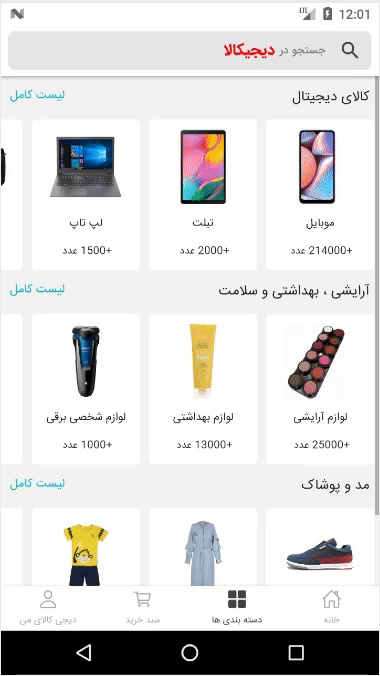 LTE 12:01
جستجو در دیجیکالا
کالای دیجیتال
لیست کامل
موبایل
تبلت
لپ تاپ
214000+ عدد
2000+ عدد
1500+ عدد
آرایشی ، بهداشتی و سلامت
لیست کامل
لوازم آرایشی
لوازم بهداشتی
لوازم شخصی برقی
25000+ عدد
13000+ عدد
1000+ عدد
مد و پوشاک
لیست کامل
خانه
دسته بندی ها
سبد خرید
دیجی کالای من